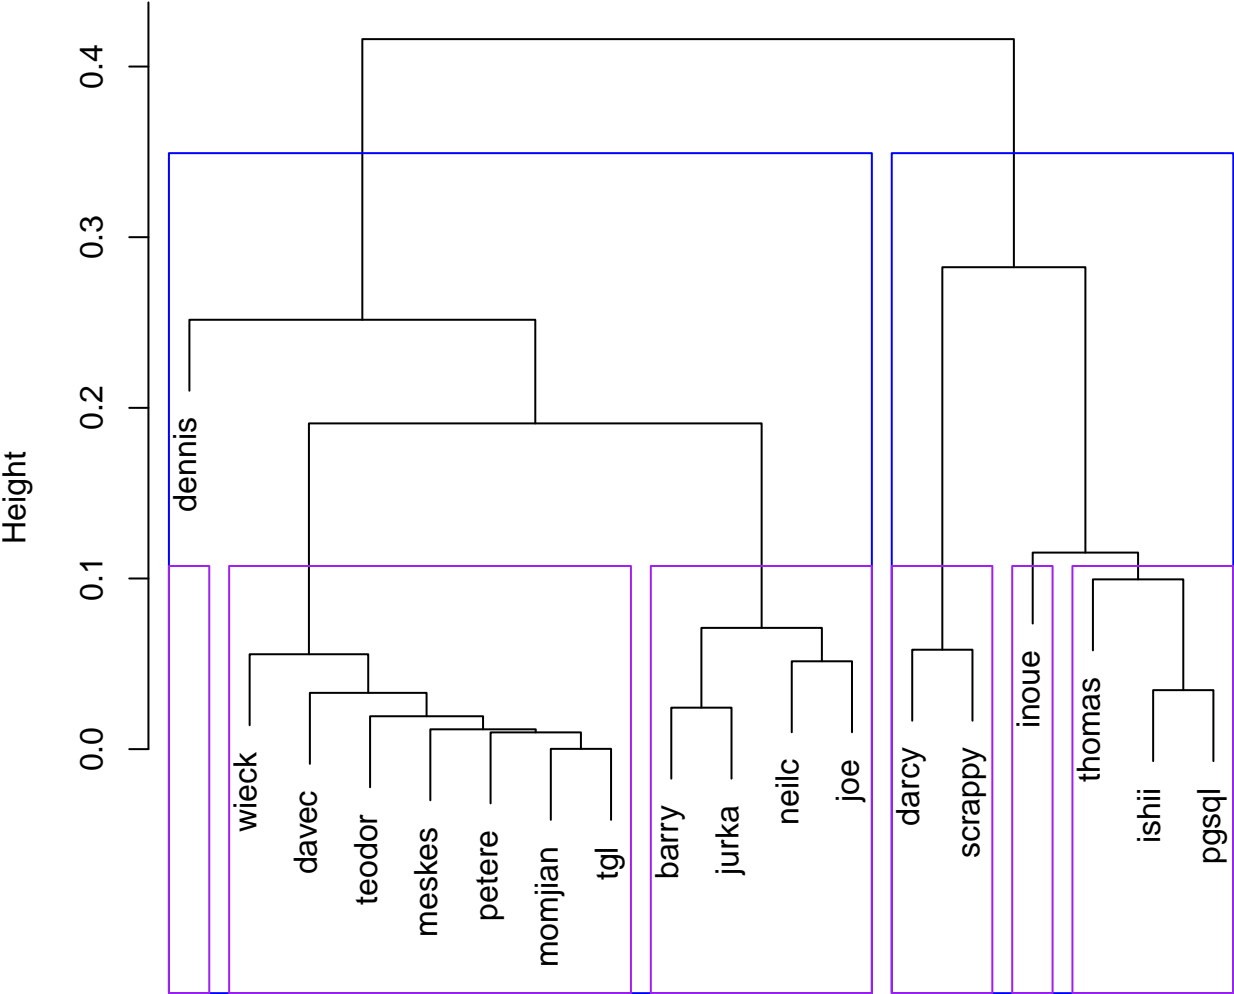 Height
0.4
0.3
0.2
0.1
0.0
dennis
wieck
davec
teodor
meskes
petere
momjian
tgl
barry
jurka
neilc
joe
darcy
scrappy
inoue
thomas
ishii
pgsql